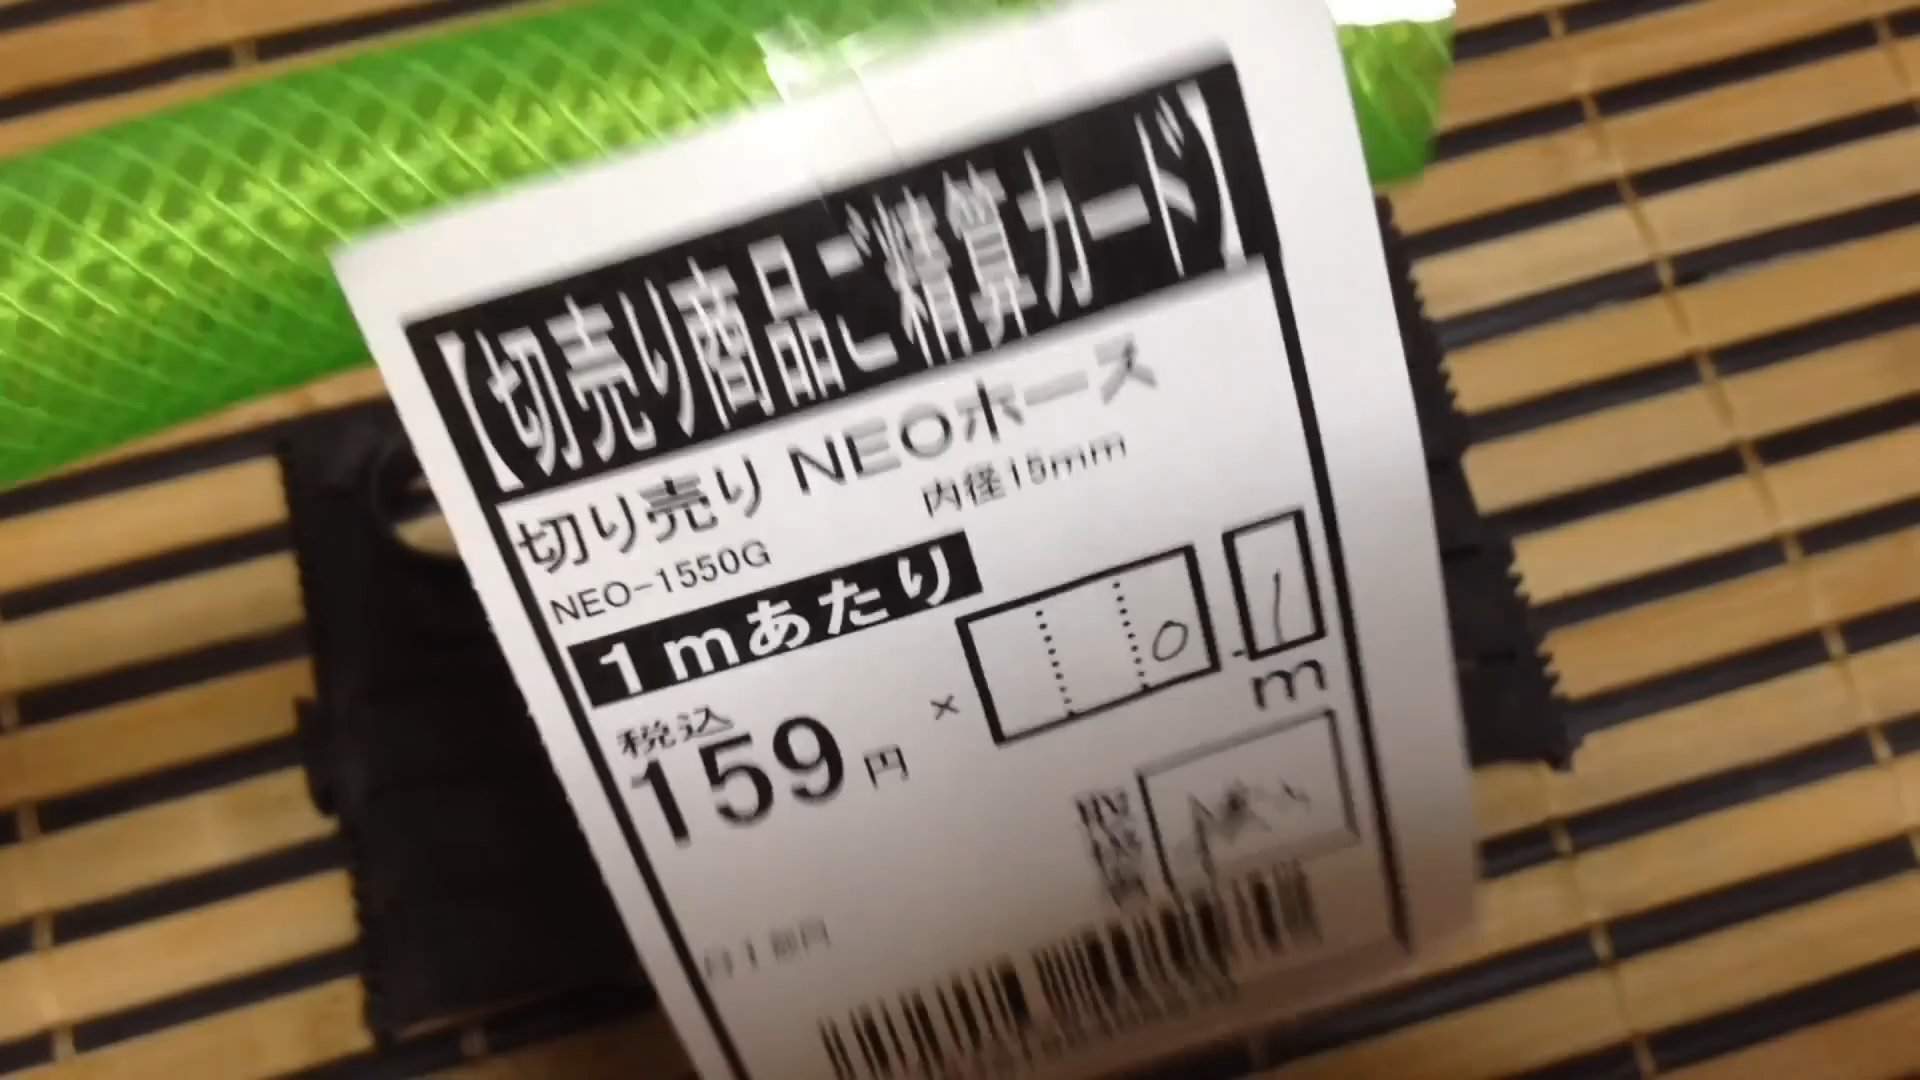 【切売り商品ご精算カード】
切り売り NEOホース
内径15mm
NEO-1550G
1mあたり
税込
159円 × 0.1m